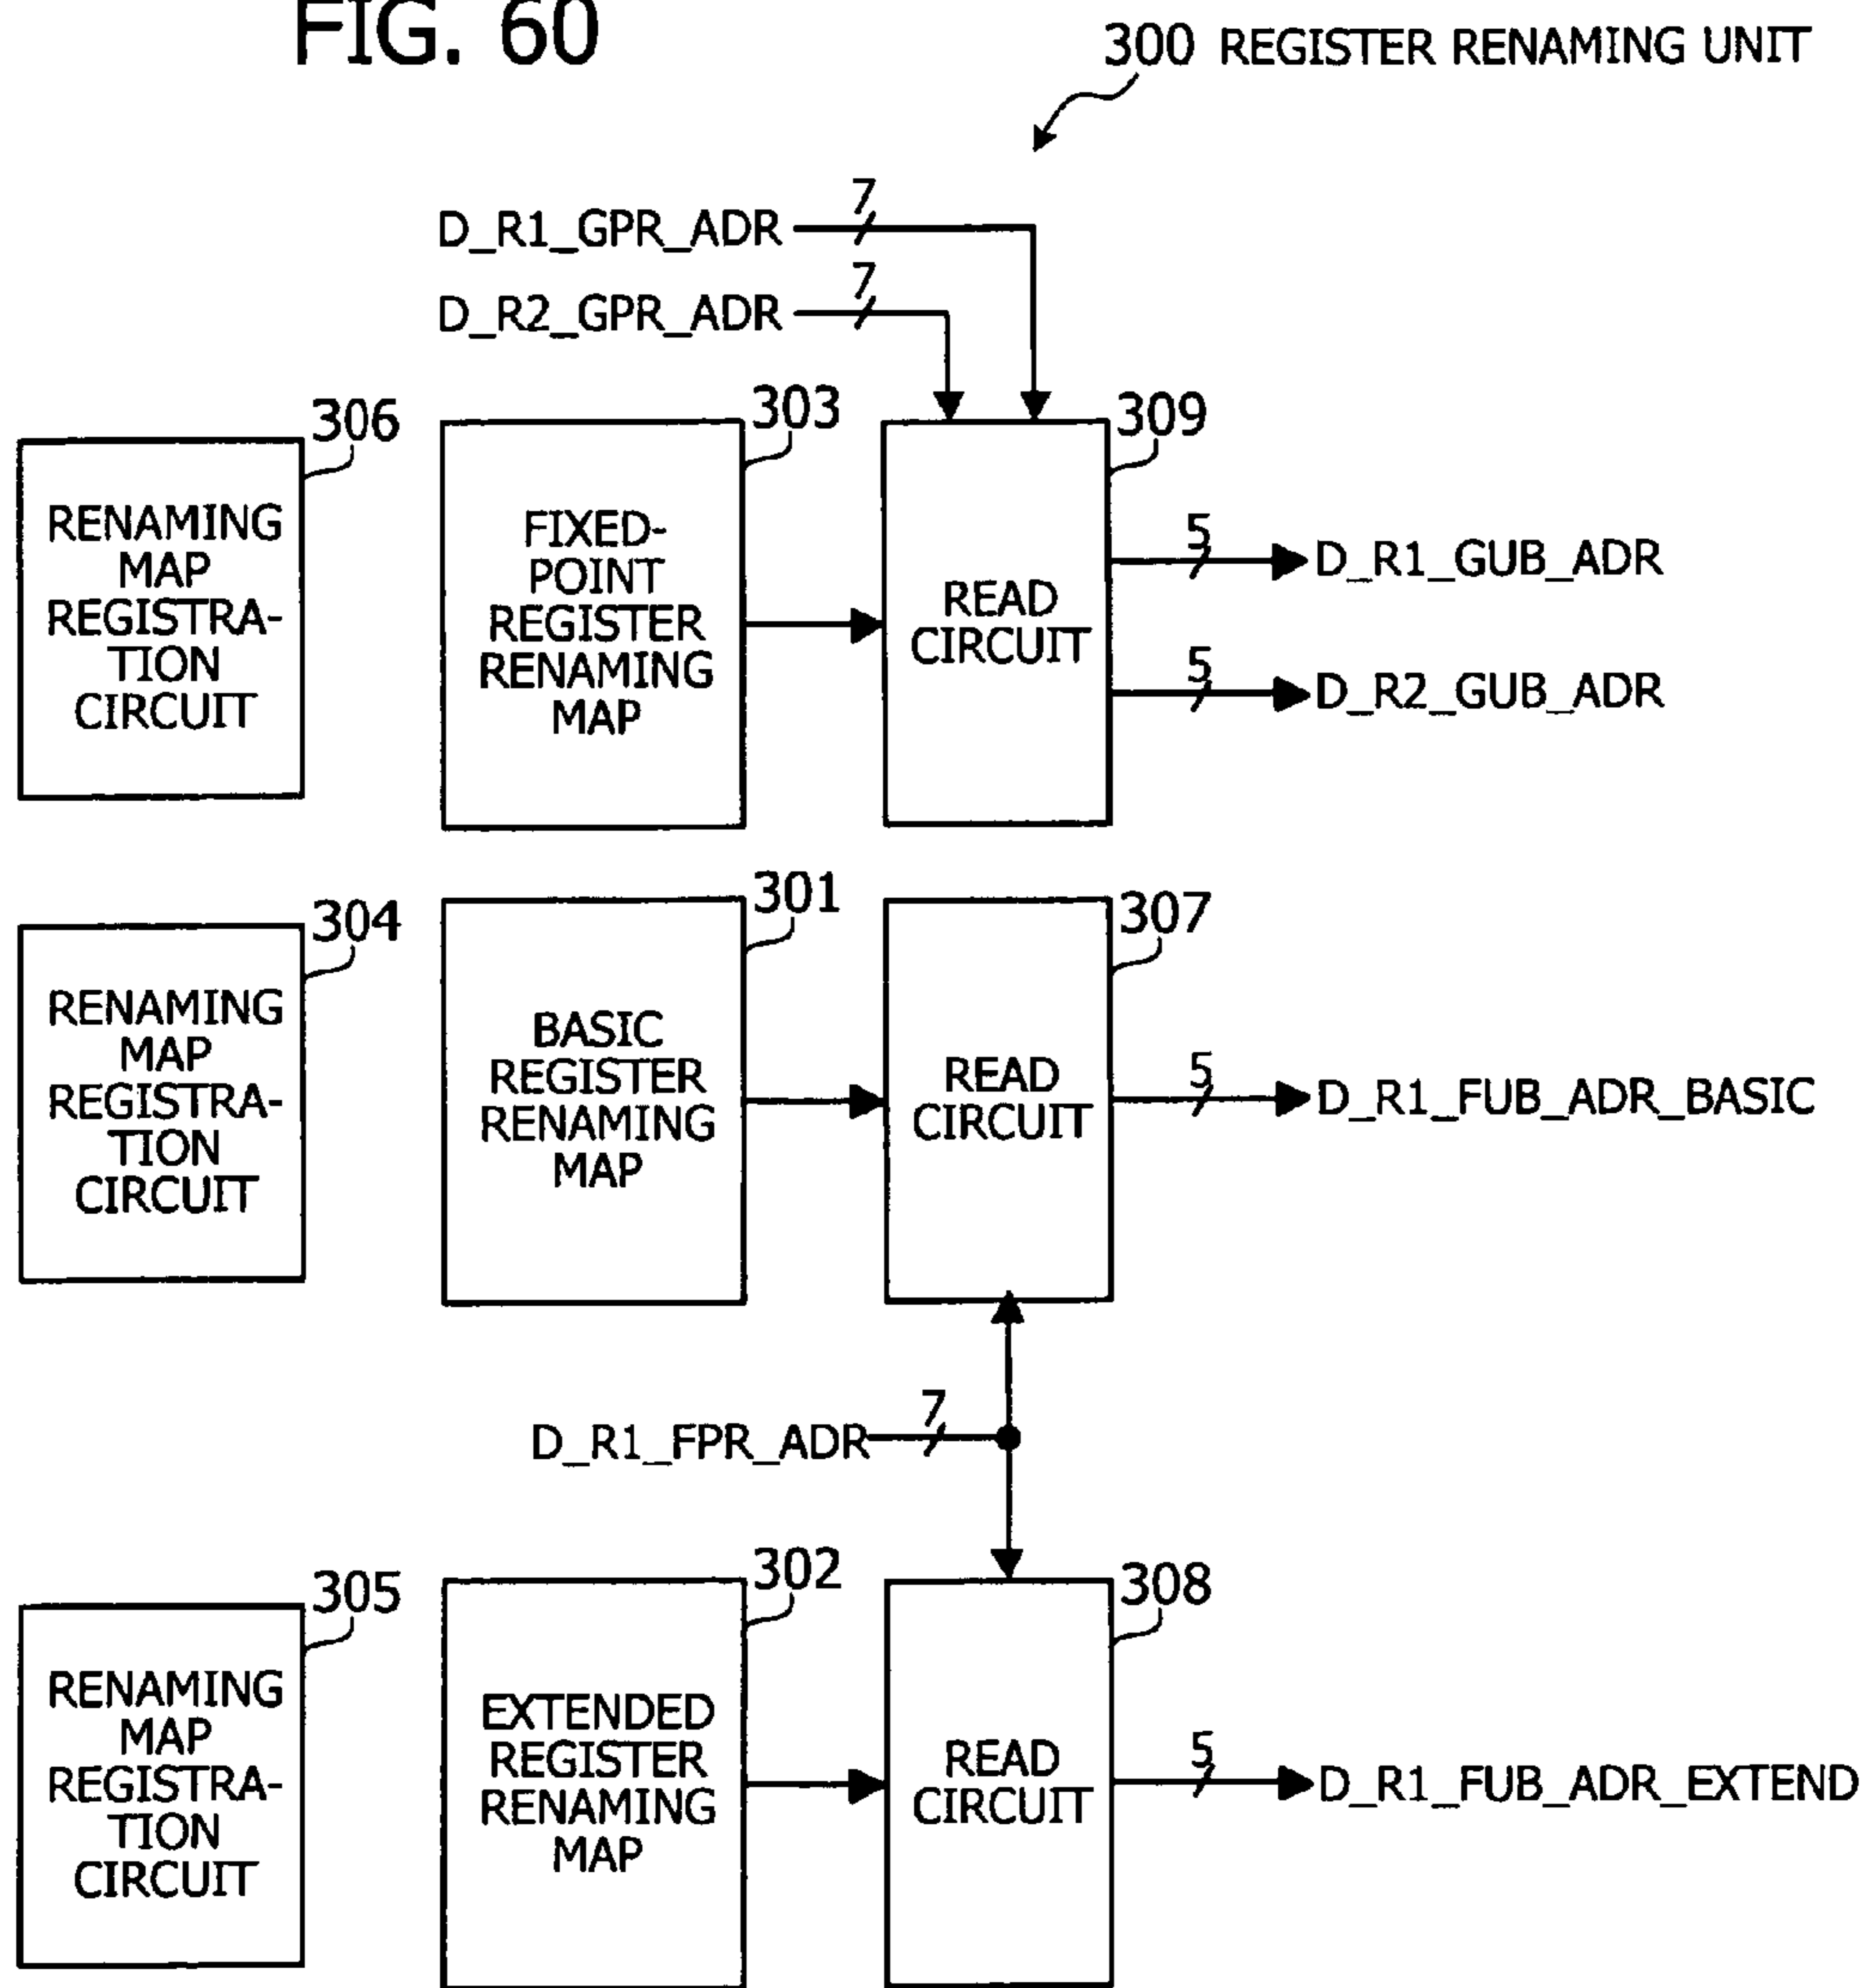 FIG. 60
300 REGISTER RENAMING UNIT
7
D_R1_GPR_ADR
7
D_R2_GPR_ADR
306
303
309
RENAMING
MAP
REGISTRA-
TION
CIRCUIT
FIXED-
POINT
REGISTER
RENAMING
MAP
READ
CIRCUIT
5
D_R1_GUB_ADR
5
D_R2_GUB_ADR
304
301
307
RENAMING
MAP
REGISTRA-
TION
CIRCUIT
BASIC
REGISTER
RENAMING
MAP
READ
CIRCUIT
5
D_R1_FUB_ADR_BASIC
7
D_R1_FPR_ADR
305
302
308
RENAMING
MAP
REGISTRA-
TION
CIRCUIT
EXTENDED
REGISTER
RENAMING
MAP
READ
CIRCUIT
5
D_R1_FUB_ADR_EXTEND